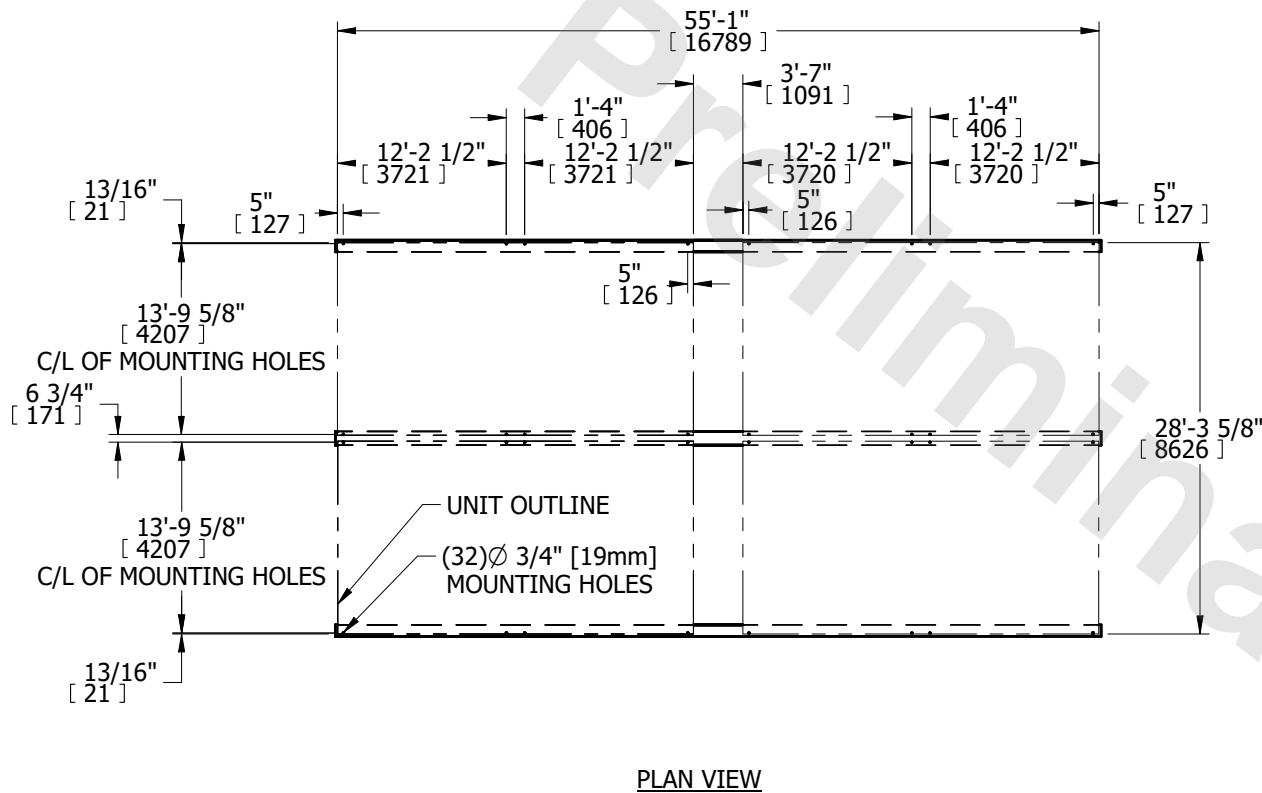 55'-1"
[ 16789 ]
3'-7"
[ 1091 ]
1'-4"
[ 406 ]
1'-4"
[ 406 ]
12'-2 1/2"
[ 3721 ]
12'-2 1/2"
[ 3721 ]
12'-2 1/2"
[ 3720 ]
12'-2 1/2"
[ 3720 ]
13/16"
[ 21 ]
5"
[ 127 ]
5"
[ 126 ]
5"
[ 127 ]
5"
[ 126 ]
13'-9 5/8"
[ 4207 ]
C/L OF MOUNTING HOLES
6 3/4"
[ 171 ]
28'-3 5/8"
[ 8626 ]
UNIT OUTLINE
13'-9 5/8"
[ 4207 ]
C/L OF MOUNTING HOLES
(32)∅ 3/4" [19mm]
MOUNTING HOLES
13/16"
[ 21 ]
PLAN VIEW
Prelimina